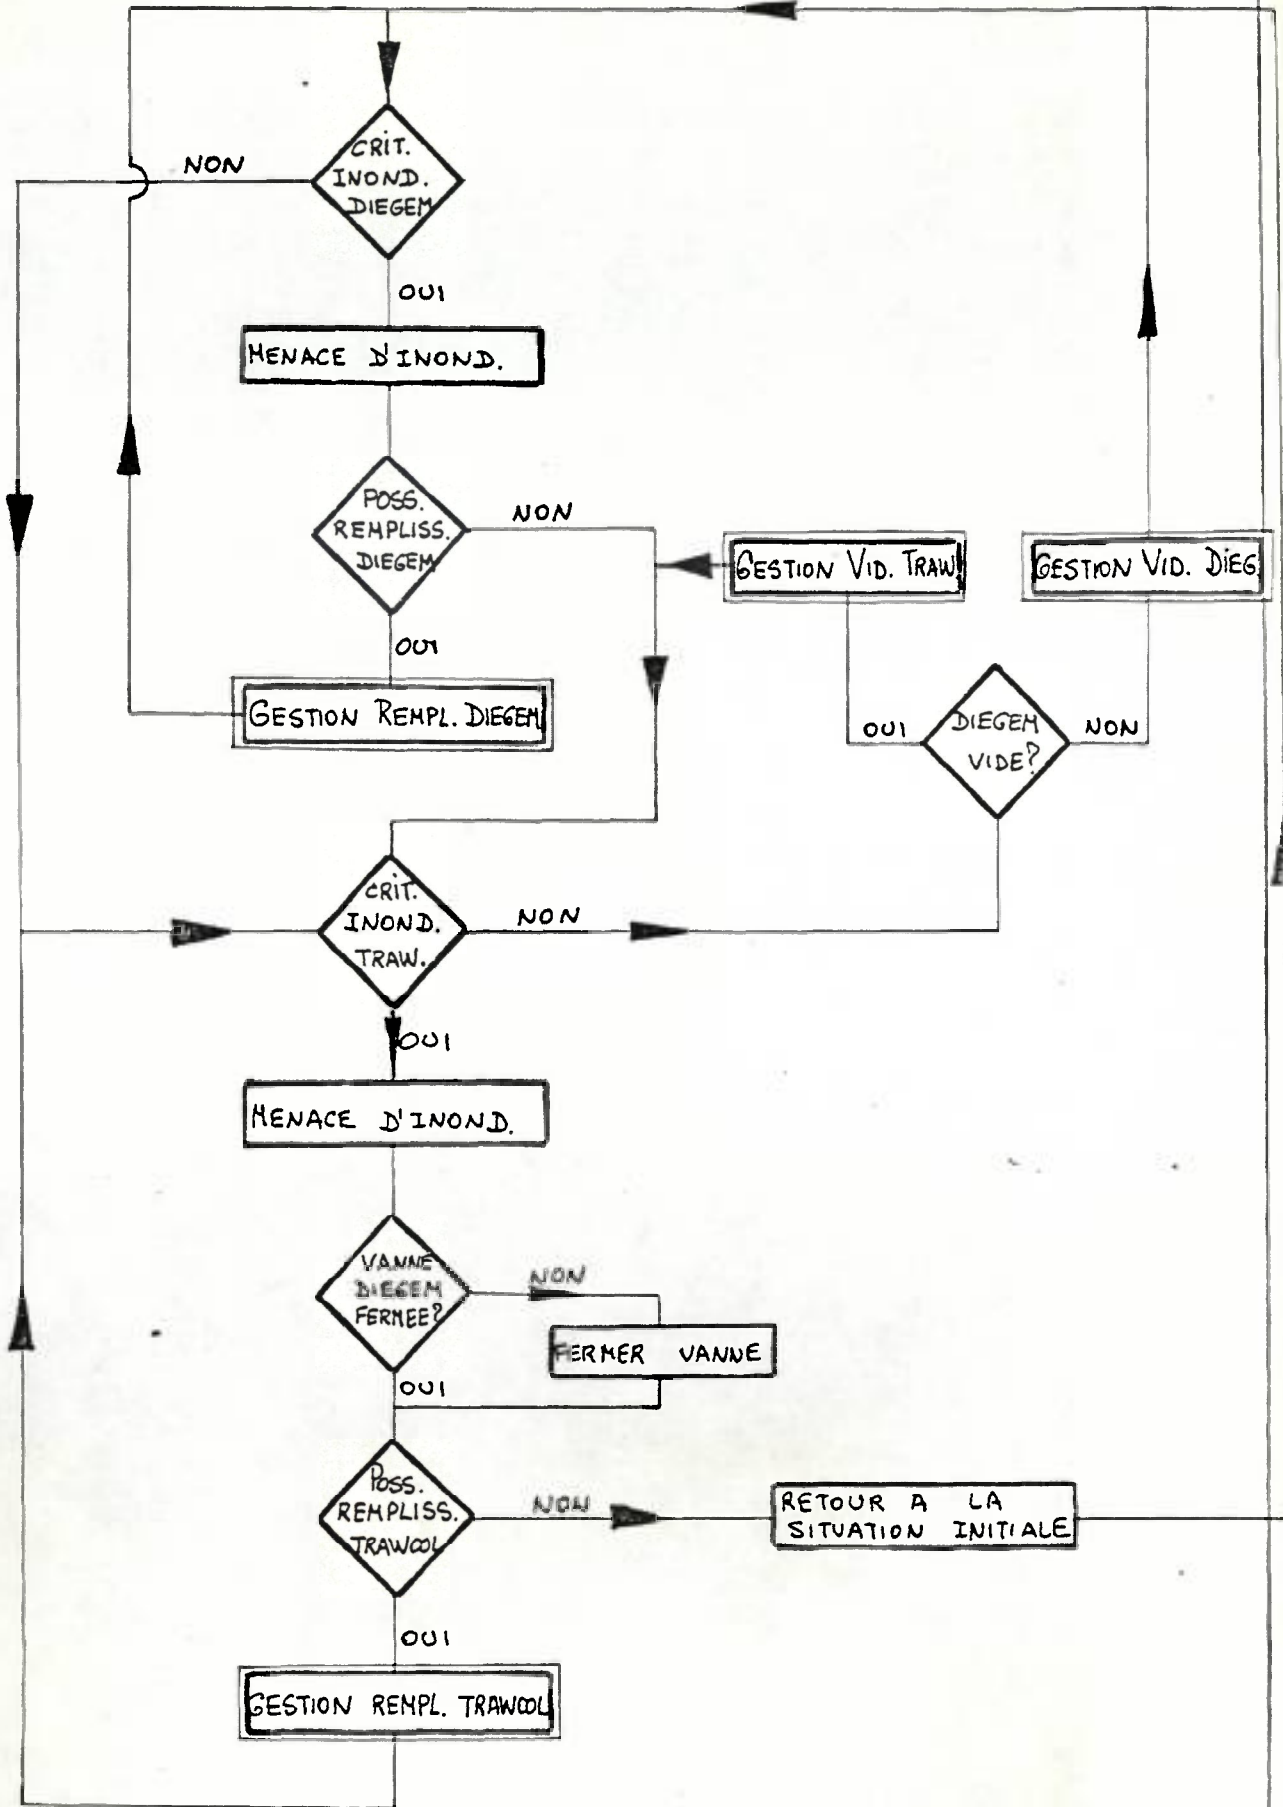 CRIT.
INOND.
DIEGEM
NON
OUI
MENACE D'INOND.
POSS.
REMPLISS.
DIEGEM
NON
OUI
GESTION REMPL. DIEGEM
GESTION VID. TRAW
GESTION VID. DIEG.
DIEGEM
VIDE?
OUI
NON
CRIT.
INOND.
TRAW.
NON
OUI
MENACE D'INOND.
VANNE
DIEGEM
FERMEE?
NON
FERMER VANNE
OUI
POSS.
REMPLISS.
TRAWOOL
NON
RETOUR A LA
SITUATION INITIALE
OUI
GESTION REMPL. TRAWOOL